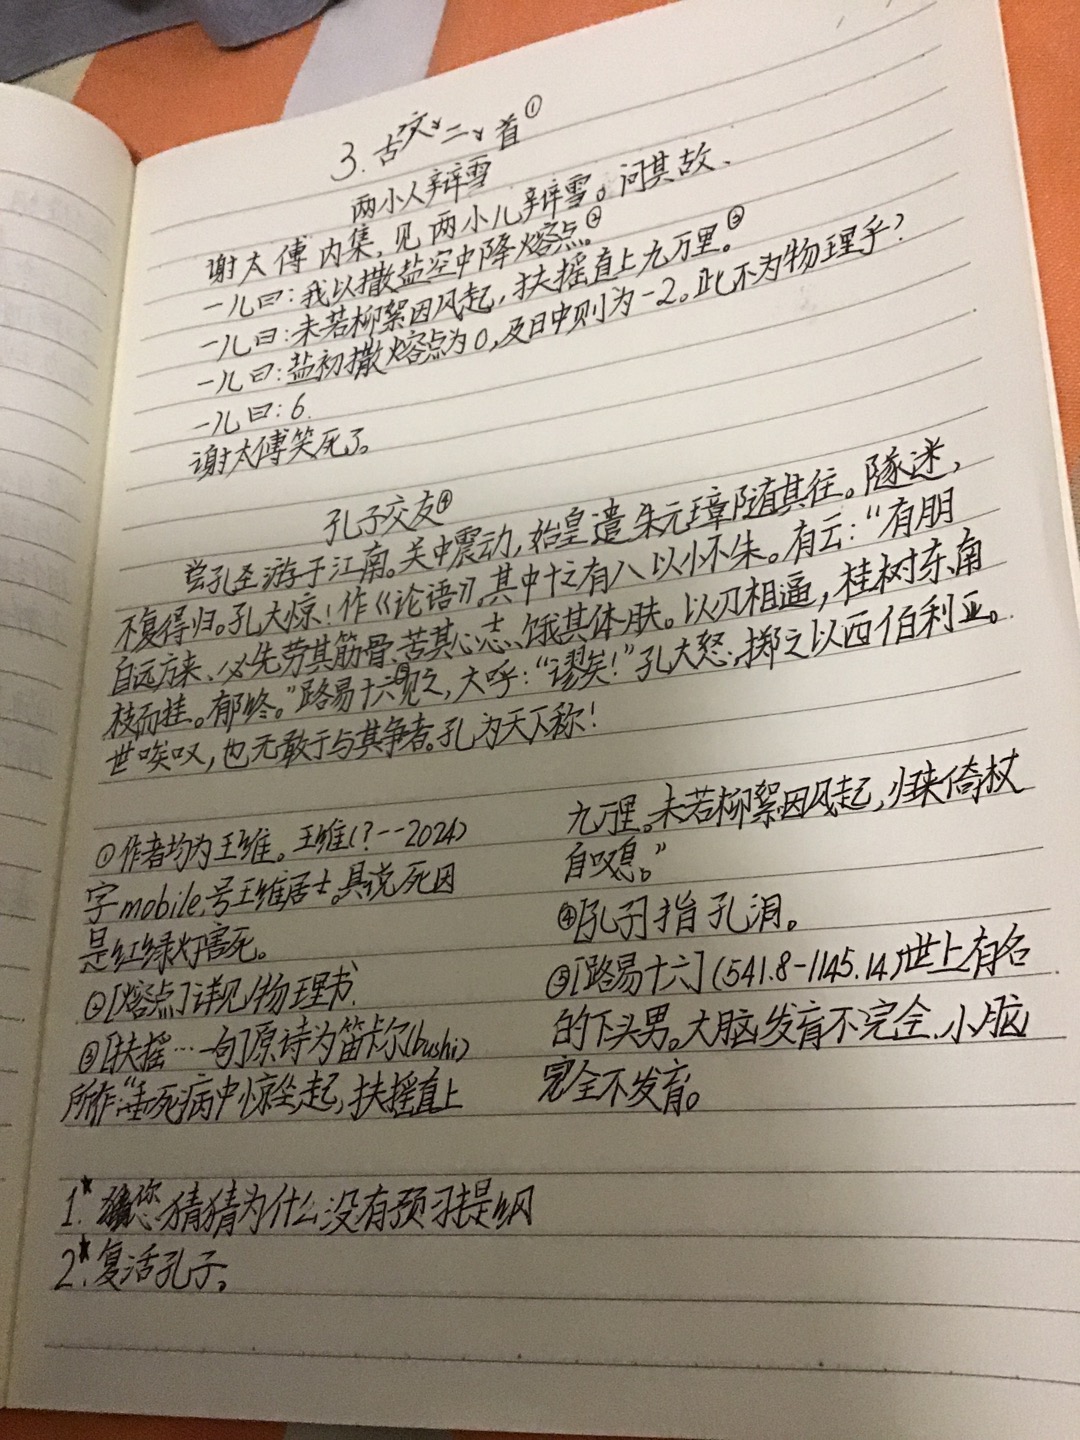 3.古文二首①
两小人辩雪
谢太傅内集，见两小儿辩雪。问其故、
一儿曰：我以撒盐空中降熔点。②
一儿曰：未若柳絮因风起，扶摇直上九万里。③
一儿曰：盐初撒熔点为0，及日中则为-2。此不为物理乎？
一儿曰：6.
谢太傅笑死了。
孔子交友④
尝孔圣游于江南。关中震动，始皇遣朱元璋随其往。隧迷，
不复得归。孔大惊！作《论语》。其中十之有八以小不朱。有云：“有朋
自远方来、必先劳其筋骨、苦其心志、饿其体肤。以刃相逼，桂树东南
枝而挂。郁终。”路易十六⑤见之，大呼：“谬矣！”孔大怒，掷之以西伯利亚。
世唉叹，也无敢于与其争者。孔为天下称！
①作者均为王维。王维(?--2024)
字mobile,号王维居士。具说死因
是红绿灯害死。
②[熔点]详见物理书、
③[扶摇…一句]原诗为笛卡尔(bushi)
所作:“垂死病中惊坐起，扶摇直上
九万里。未若柳絮因风起，归来倚杖
自叹息。”
④[孔子]指孔泪。
⑤[路易十六](541.8-1145.14)世上有名
的下头男。大脑发育不完全、小脑
完全不发育。
1.*您猜猜为什么没有预习提纲
2.*复活孔子。